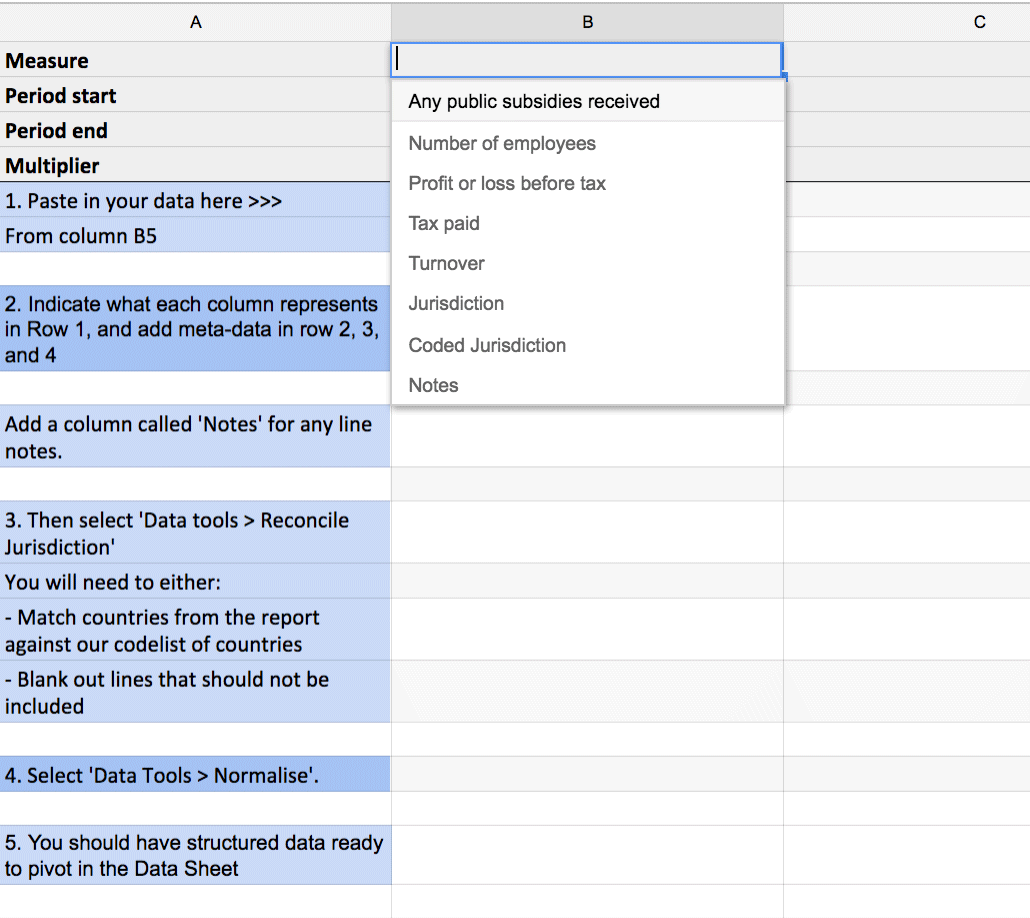 A B C
Measure
Period start
Period end
Multiplier
1. Paste in your data here >>>
From column B5
2. Indicate what each column represents
in Row 1, and add meta-data in row 2, 3,
and 4
Add a column called 'Notes' for any line
notes.
3. Then select 'Data tools > Reconcile
Jurisdiction'
You will need to either:
- Match countries from the report
against our codelist of countries
- Blank out lines that should not be
included
4. Select 'Data Tools > Normalise'.
5. You should have structured data ready
to pivot in the Data Sheet
Any public subsidies received
Number of employees
Profit or loss before tax
Tax paid
Turnover
Jurisdiction
Coded Jurisdiction
Notes